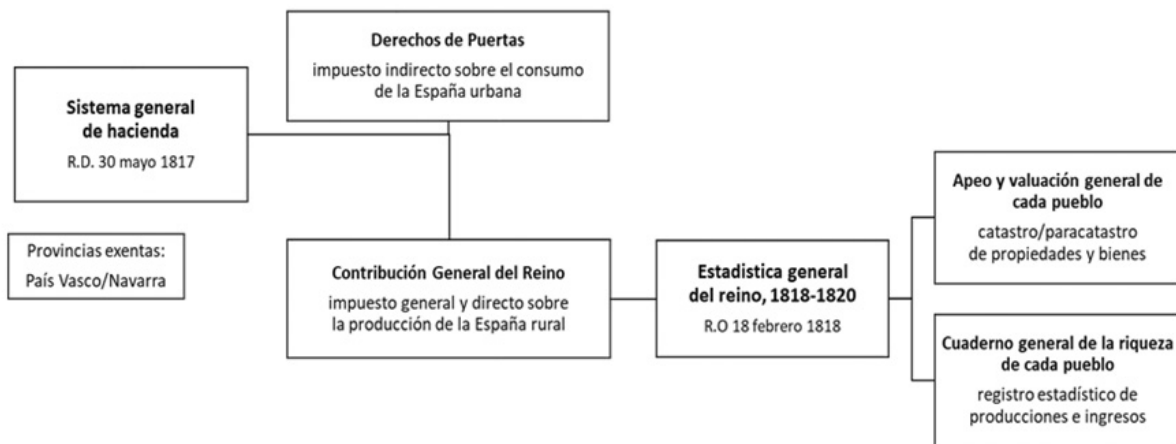 Derechos de Puertas
impuesto indirecto sobre el consumo
de la España urbana
Sistema general
de hacienda
R.D. 30 mayo 1817
Provincias exentas:
País Vasco/Navarra
Contribución General del Reino
impuesto general y directo sobre
la producción de la España rural
Estadistica general
del reino, 1818-1820
R.O 18 febrero 1818
Apeo y valuación general de
cada pueblo
catastro/paracatastro
de propiedades y bienes
Cuaderno general de la riqueza
de cada pueblo
registro estadístico de
producciones e ingresos